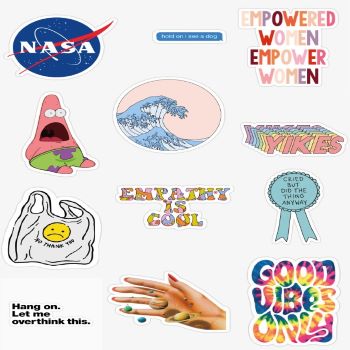 NASA
hold on i see a dog
EMPOWERED
WOMEN
EMPOWER
WOMEN
YIKES
CRIED
BUT DID
THE THING
ANYWAY
NO THANK YOU
EMPATHY
IS
COOL
Hang on.
Let me
overthink this.
GOOD
VIBES
ONLY